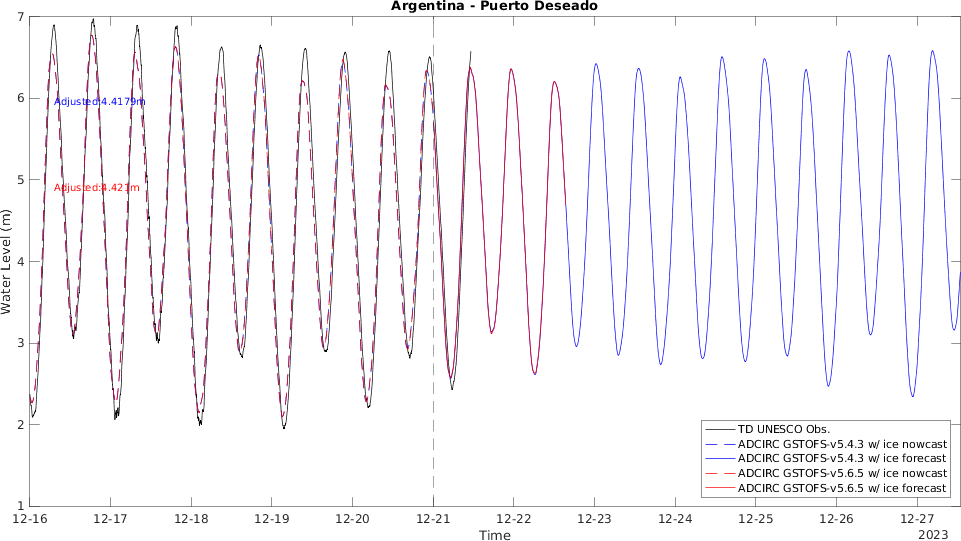 Argentina - Puerto Deseado
Water Level (m)
7
6
5
4
3
2
1
Adjusted:4.4179m
Adjusted:4.421m
TD UNESCO Obs.
ADCIRC GSTOFS-v5.4.3 w/ ice nowcast
ADCIRC GSTOFS-v5.4.3 w/ ice forecast
ADCIRC GSTOFS-v5.6.5 w/ ice nowcast
ADCIRC GSTOFS-v5.6.5 w/ ice forecast
12-16 12-17 12-18 12-19 12-20 12-21 12-22 12-23 12-24 12-25 12-26 12-27
Time
2023